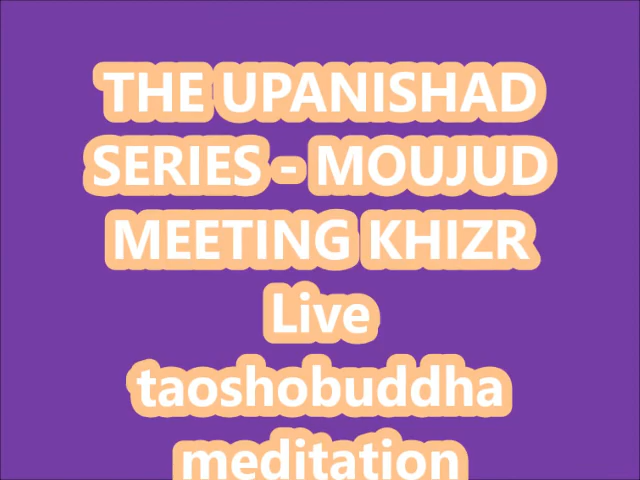 THE UPANISHAD
SERIES - MOUJUD
MEETING KHIZR
Live
taoshobuddha
meditation